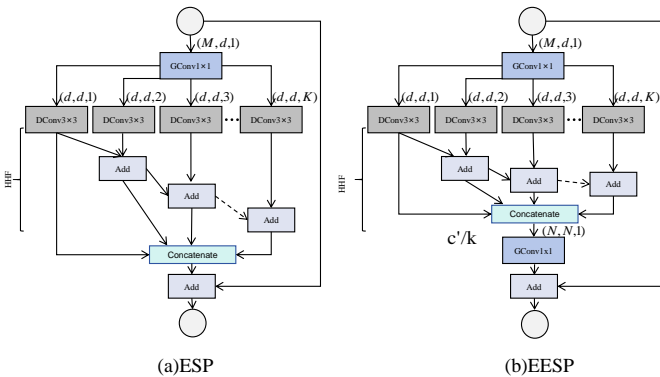 (M,d,1)
GConv1×1
(d,d,1)
(d,d,2)
(d,d,3)
(d,d,K)
DConv3×3
DConv3×3
DConv3×3
...
DConv3×3
HHF
Add
Add
Add
Concatenate
Add
(a)ESP
(M,d,1)
GConv1×1
(d,d,1)
(d,d,2)
(d,d,3)
(d,d,K)
DConv3×3
DConv3×3
DConv3×3
...
DConv3×3
HHF
Add
Add
Add
Concatenate
c'/k
(N,N,1)
GConv1x1
Add
(b)EESP